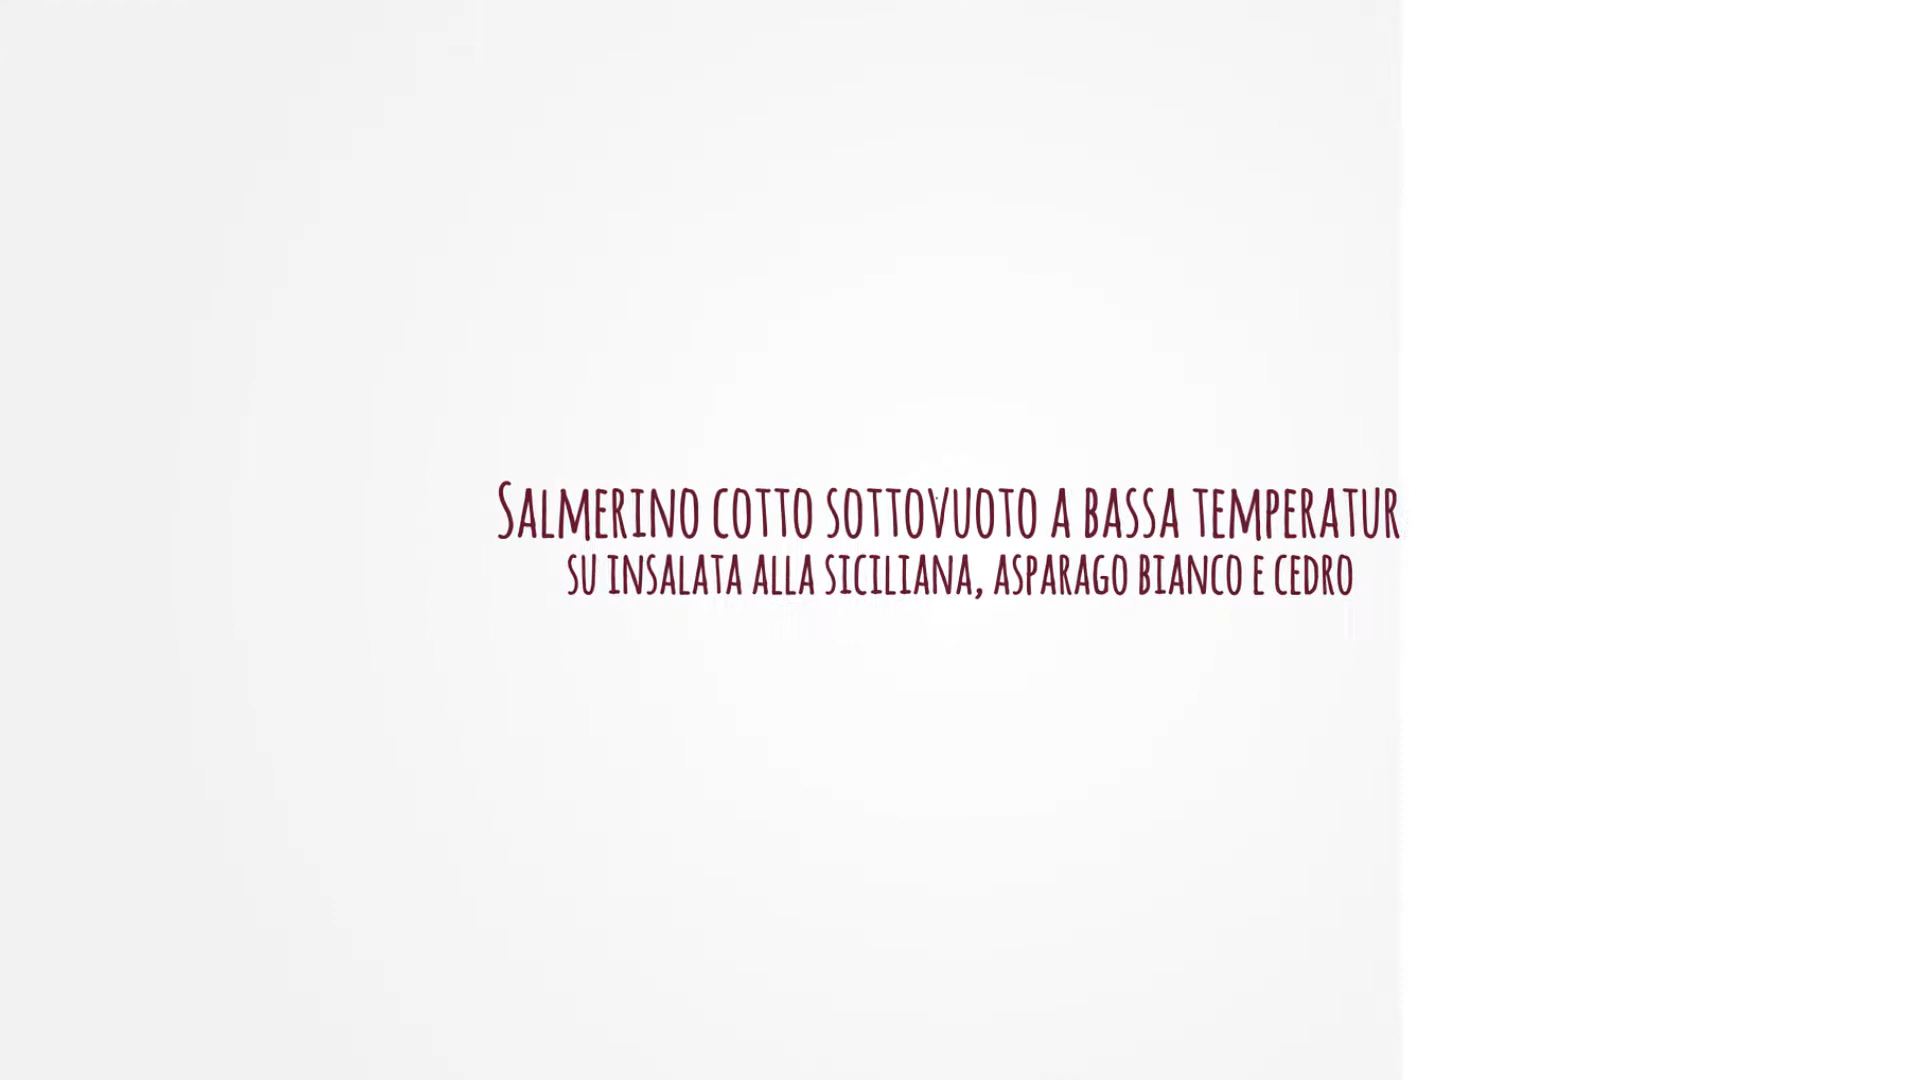 Salmerino cotto sottovuoto a bassa temperatur
su insalata alla siciliana, asparago bianco e cedro